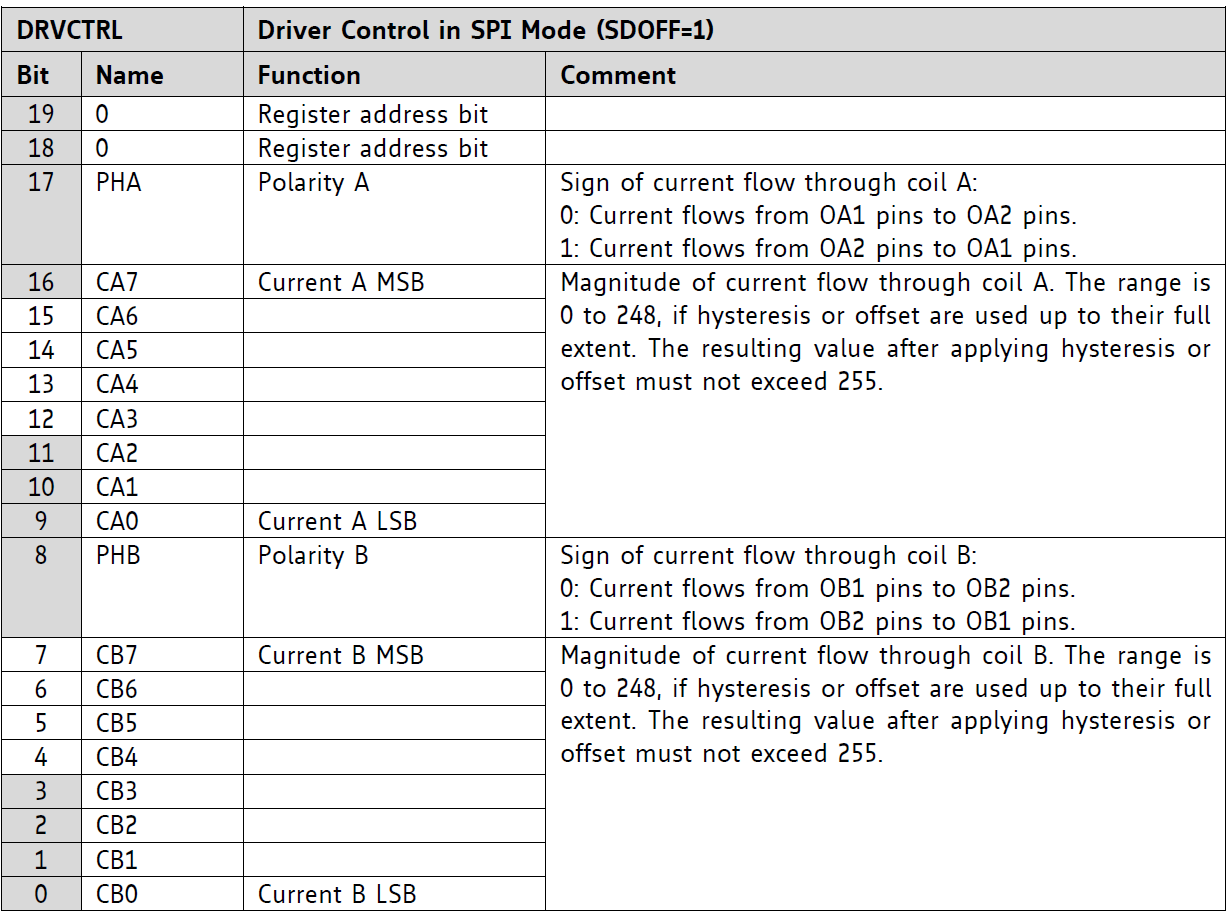 DRVCTRL Driver Control in SPI Mode (SDOFF=1)
Bit Name Function Comment
19 0 Register address bit
18 0 Register address bit
17 PHA Polarity A Sign of current flow through coil A:
0: Current flows from OA1 pins to OA2 pins.
1: Current flows from OA2 pins to OA1 pins.
16 CA7 Current A MSB Magnitude of current flow through coil A. The range is
15 CA6 0 to 248, if hysteresis or offset are used up to their full
14 CA5 extent. The resulting value after applying hysteresis or
13 CA4 offset must not exceed 255.
12 CA3
11 CA2
10 CA1
9 CA0 Current A LSB
8 PHB Polarity B Sign of current flow through coil B:
0: Current flows from OB1 pins to OB2 pins.
1: Current flows from OB2 pins to OB1 pins.
7 CB7 Current B MSB Magnitude of current flow through coil B. The range is
6 CB6 0 to 248, if hysteresis or offset are used up to their full
5 CB5 extent. The resulting value after applying hysteresis or
4 CB4 offset must not exceed 255.
3 CB3
2 CB2
1 CB1
0 CB0 Current B LSB